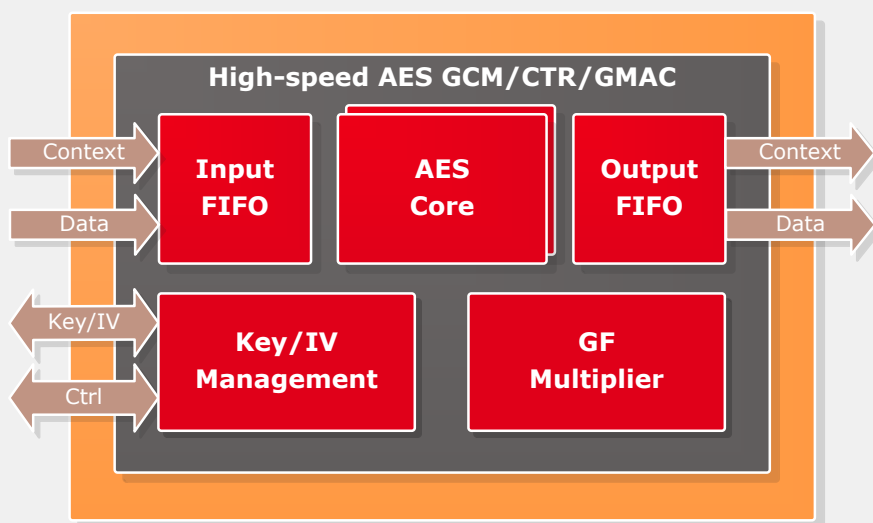 High-speed AES GCM/CTR/GMAC
Context
Data
Input
FIFO
AES
Core
Output
FIFO
Context
Data
Key/IV
Ctrl
Key/IV
Management
GF
Multiplier